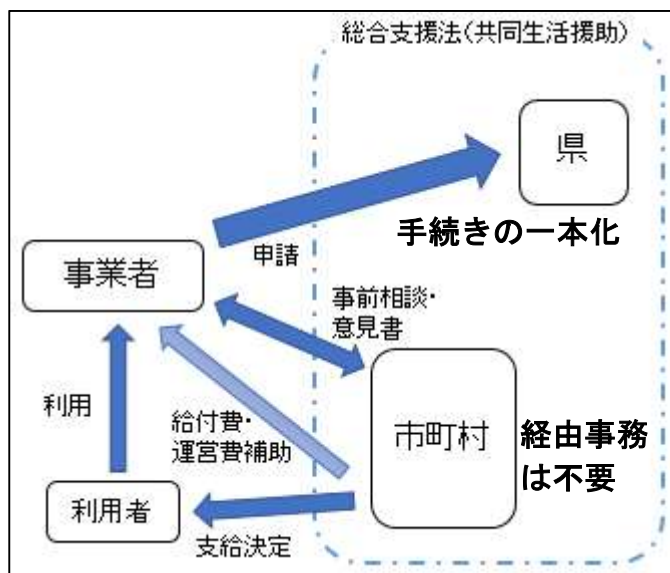 総合支援法(共同生活援助)
県
手続きの一本化
申請
事業者
事前相談・
意見書
利用
給付費・
運営費補助
市町村
経由事務
は不要
利用者
支給決定